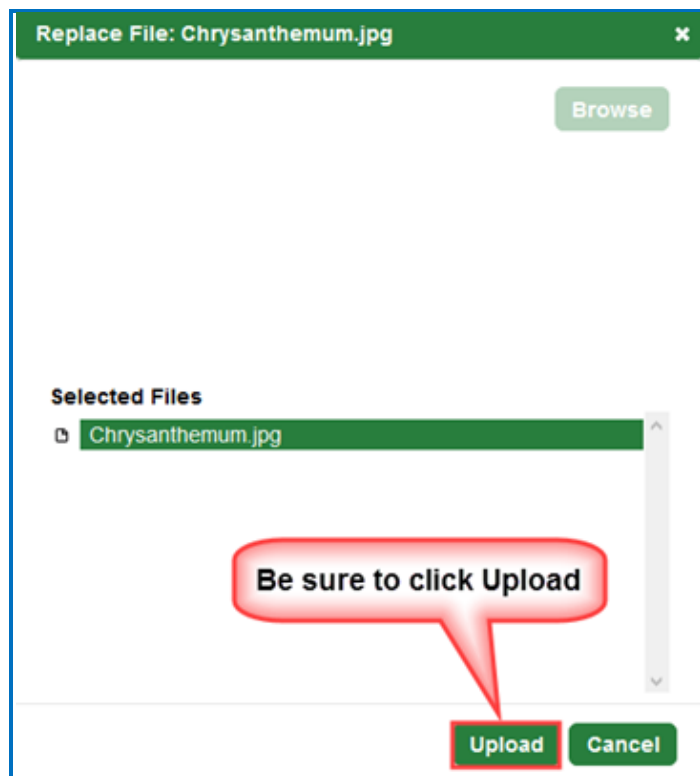 Replace File: Chrysanthemum.jpg
Browse
Selected Files
Chrysanthemum.jpg
Be sure to click Upload
Upload Cancel